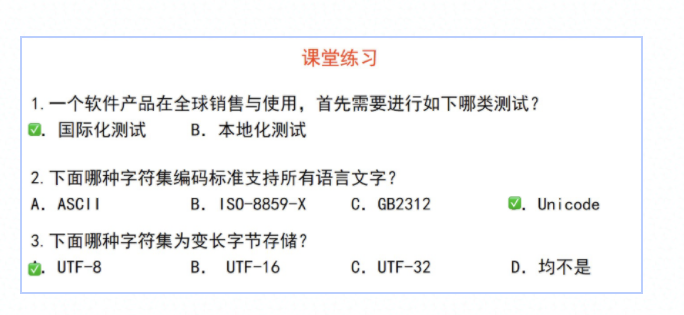 课堂练习
1.一个软件产品在全球销售与使用，首先需要进行如下哪类测试？
✅. 国际化测试 B. 本地化测试
2.下面哪种字符集编码标准支持所有语言文字？
A. ASCII B. ISO-8859-X C. GB2312 ✅. Unicode
3.下面哪种字符集为变长字节存储？
✅. UTF-8 B. UTF-16 C. UTF-32 D. 均不是